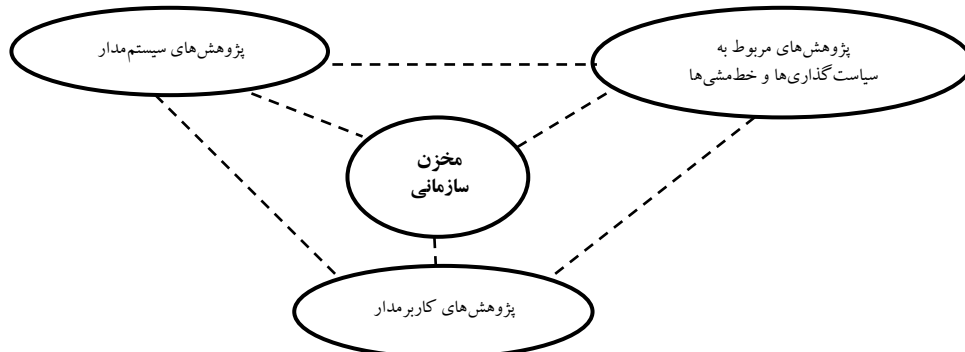 پژوهش‌های مربوط به
سیاست‌گذاری‌ها و خط‌مشی‌ها
پژوهش‌های سیستم‌مدار
مخزن
سازمانی
پژوهش‌های کاربرمدار